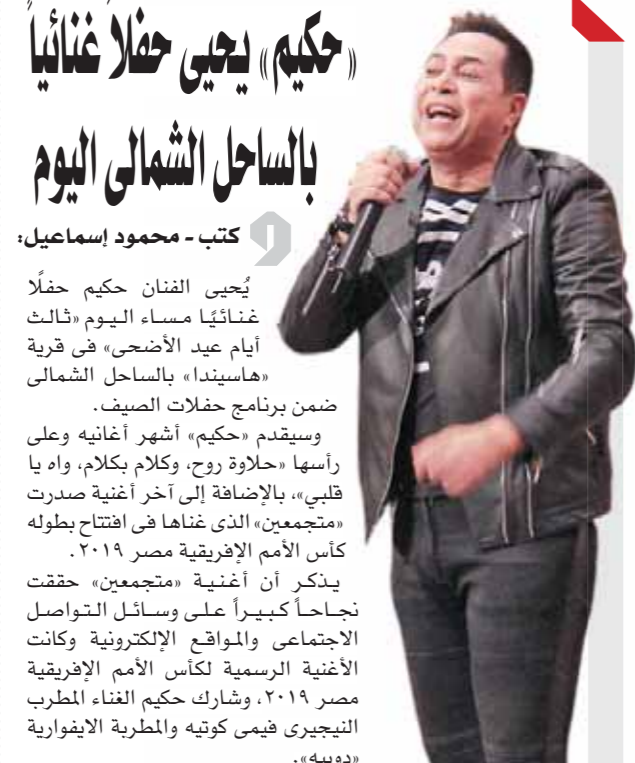 «حكيم» يحيى حفلاً غنائياً
بالساحل الشمالى اليوم
كتب - محمود إسماعيل:
يُحيى الفنان حكيم حفلًا
غنائيًا مساء اليوم «ثالث
أيام عيد الأضحى» فى قرية
«هاسيندا» بالساحل الشمالى
ضمن برنامج حفلات الصيف.
وسيقدم «حكيم» أشهر أغانيه وعلى
رأسها «حلاوة روح، وكلام بكلام، واه يا
قلبي»، بالإضافة إلى آخر أغنية صدرت
«متجمعين» الذى غناها فى افتتاح بطوله
كأس الأمم الإفريقية مصر ٢٠١٩.
يذكر أن أغنية «متجمعين» حققت
نجاحاً كبيراً على وسائل التواصل
الاجتماعى والمواقع الإلكترونية وكانت
الأغنية الرسمية لكأس الأمم الإفريقية
مصر ٢٠١٩، وشارك حكيم الغناء المطرب
النيجيرى فيمى كوتيه والمطربة الايفوارية
«دوبيه».